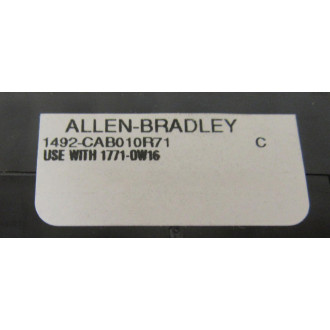 ALLEN-BRADLEY
1492-CAB010R71 C
USE WITH 1771-OW16